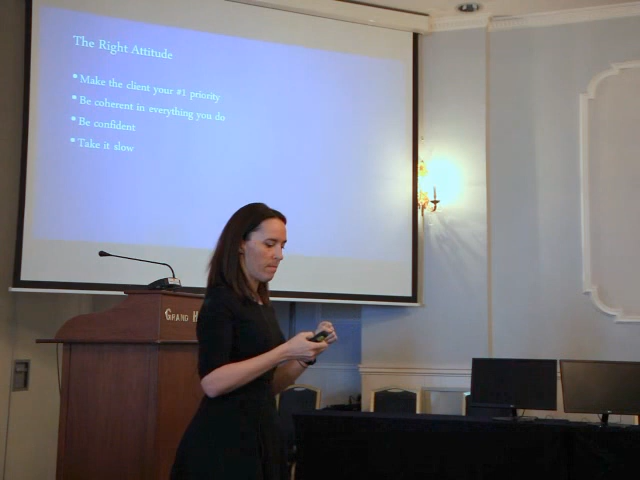 The Right Attitude
Make the client your #1 priority
Be coherent in everything you do
Be confident
Take it slow
GRAND